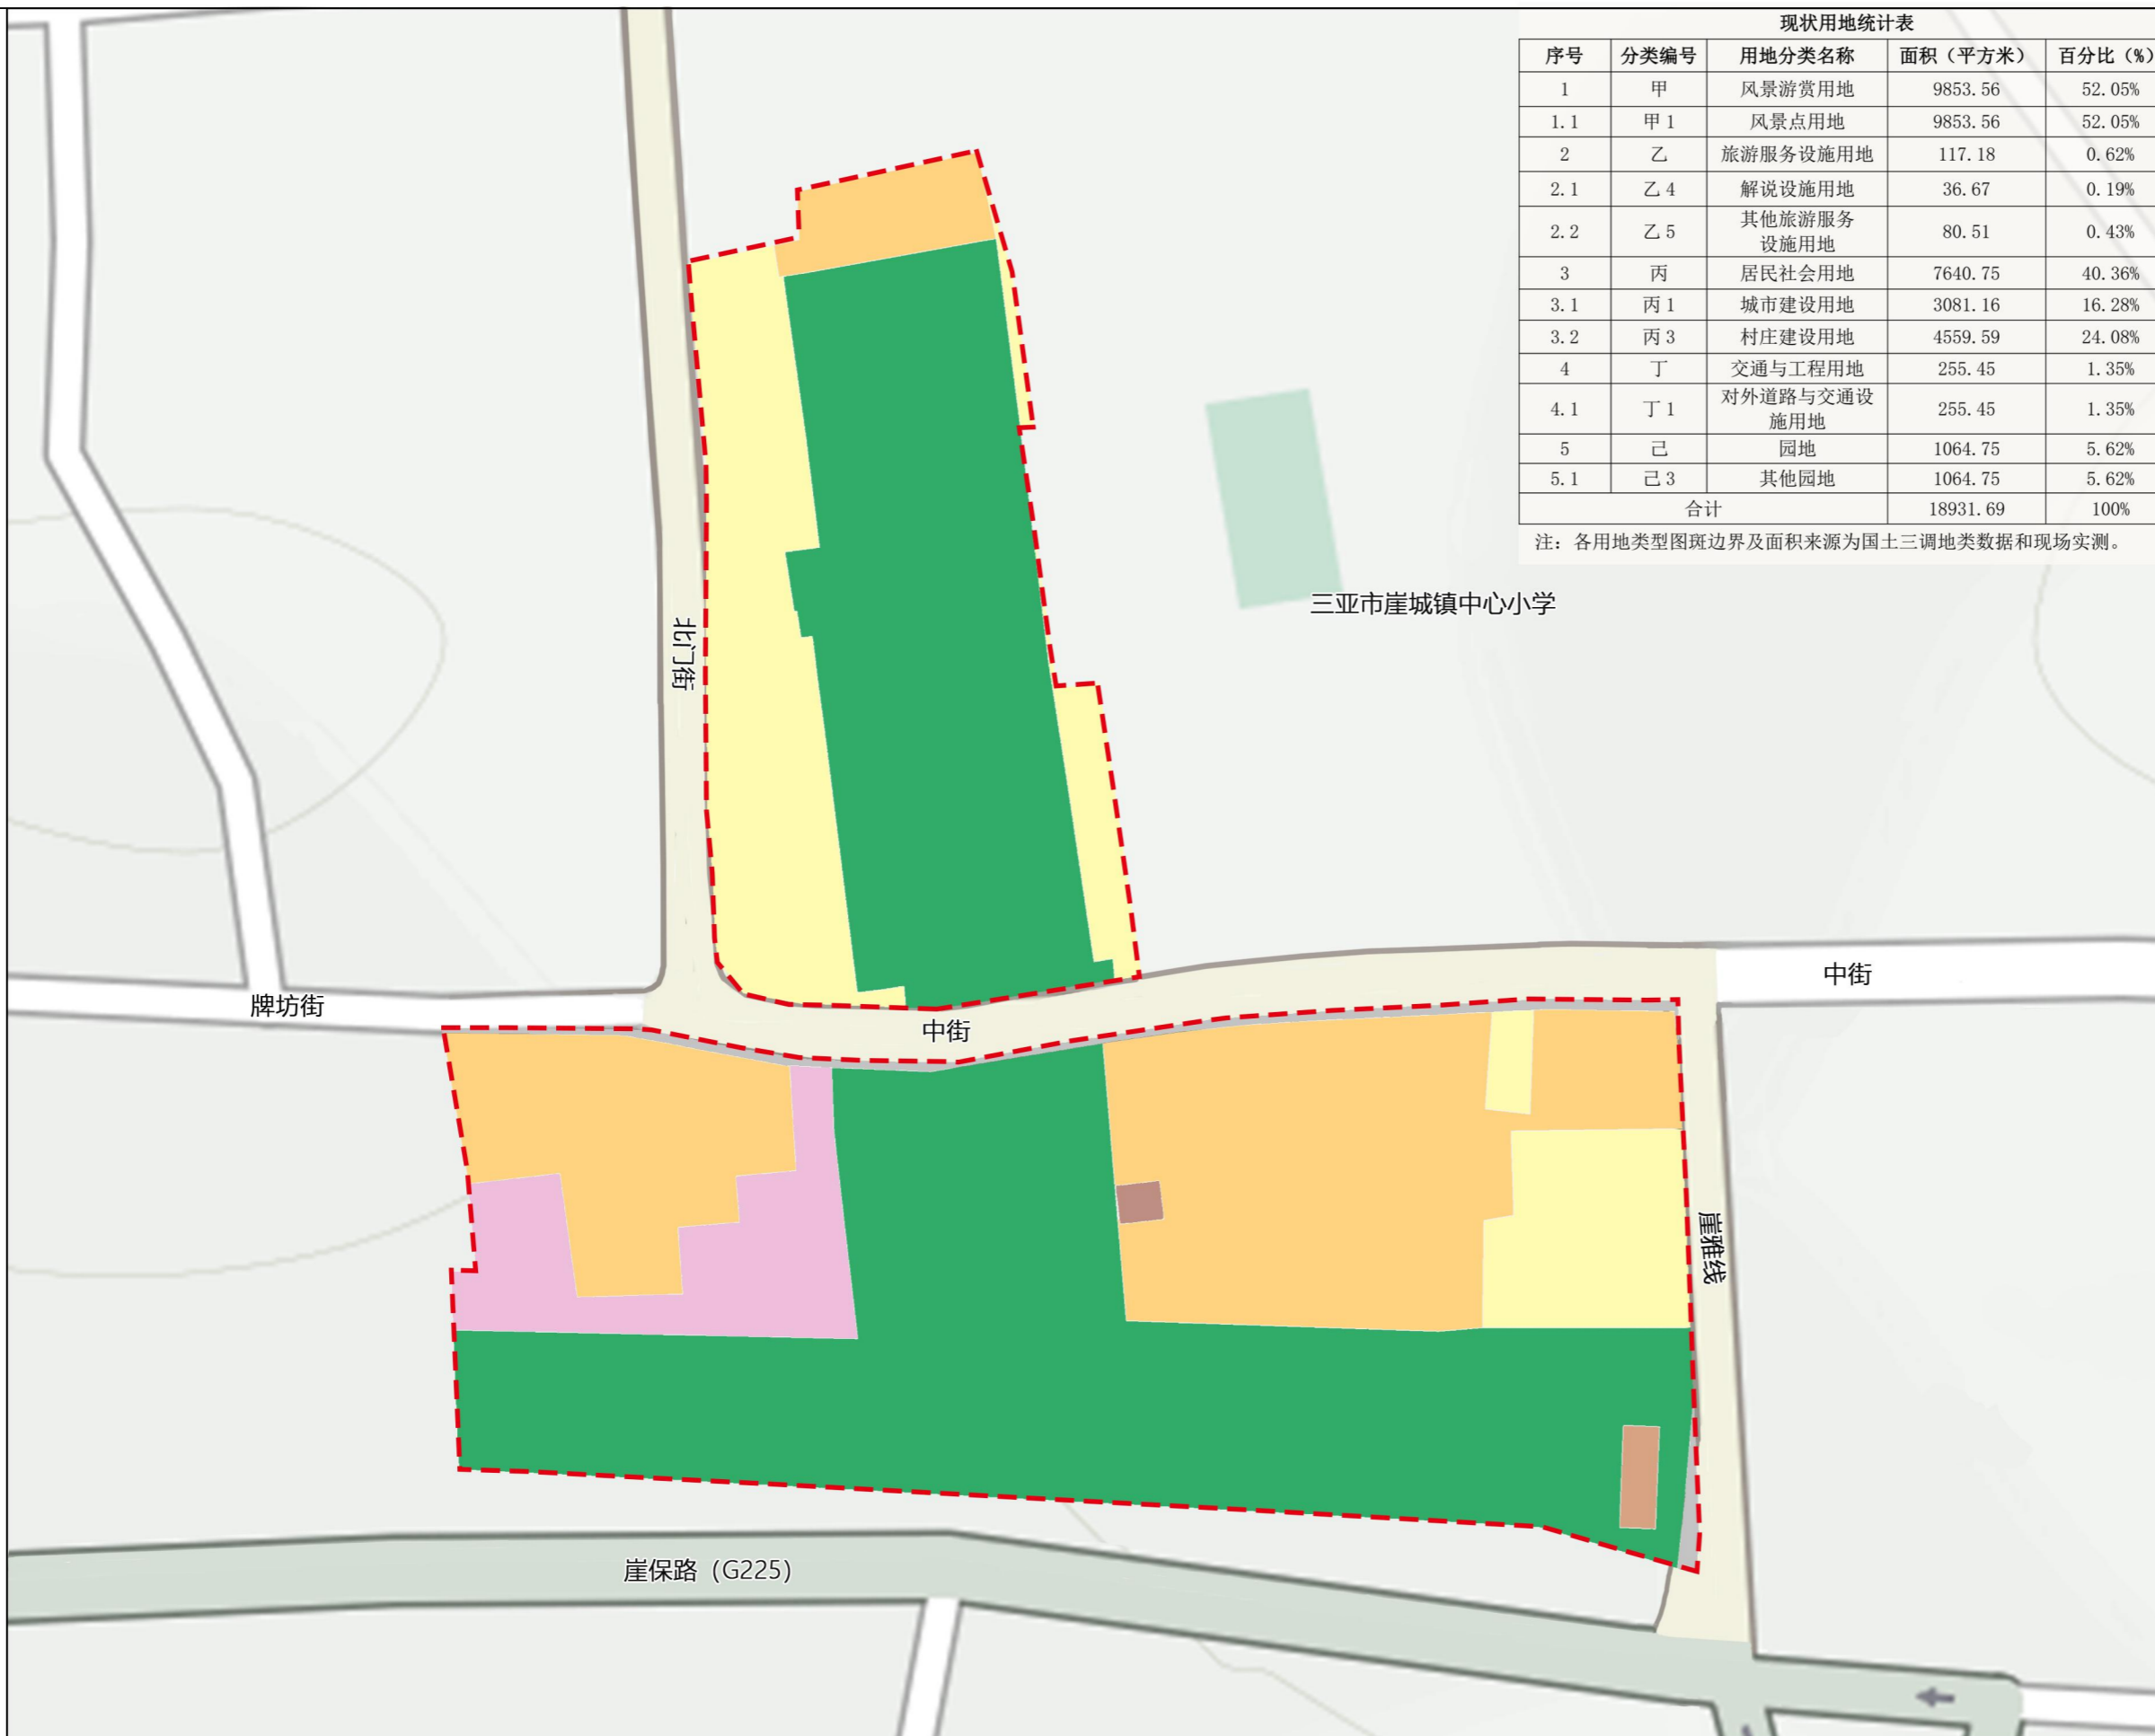 现状用地统计表
序号 分类编号 用地分类名称 面积（平方米） 百分比（%）
1 甲 风景游赏用地 9853.56 52.05%
1.1 甲1 风景点用地 9853.56 52.05%
2 乙 旅游服务设施用地 117.18 0.62%
2.1 乙4 解说设施用地 36.67 0.19%
2.2 乙5 其他旅游服务
设施用地 80.51 0.43%
3 丙 居民社会用地 7640.75 40.36%
3.1 丙1 城市建设用地 3081.16 16.28%
3.2 丙3 村庄建设用地 4559.59 24.08%
4 丁 交通与工程用地 255.45 1.35%
4.1 丁1 对外道路与交通设
施用地 255.45 1.35%
5 己 园地 1064.75 5.62%
5.1 己3 其他园地 1064.75 5.62%
合计 18931.69 100%
注：各用地类型图斑边界及面积来源为国土三调地类数据和现场实测。
三亚市崖城镇中心小学
北门街
中街
牌坊街
中街
崖雅线
崖保路（G225）